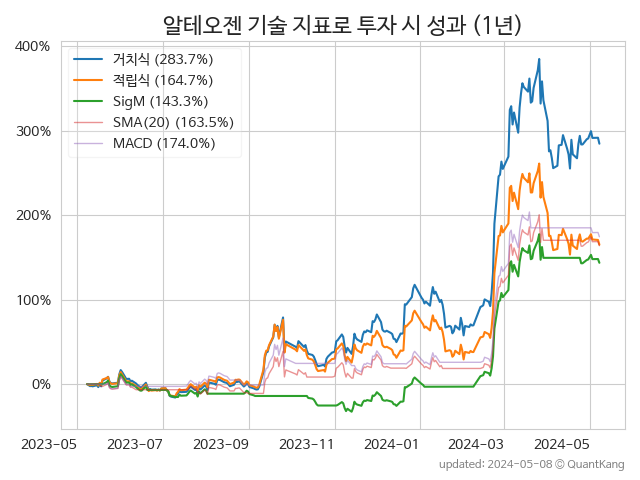 알테오젠 기술 지표로 투자 시 성과 (1년)
400%
300%
200%
100%
0%
거치식 (283.7%)
적립식 (164.7%)
SigM (143.3%)
SMA(20) (163.5%)
MACD (174.0%)
2023-05 2023-07 2023-09 2023-11 2024-01 2024-03 2024-05
updated: 2024-05-08 © QuantKang